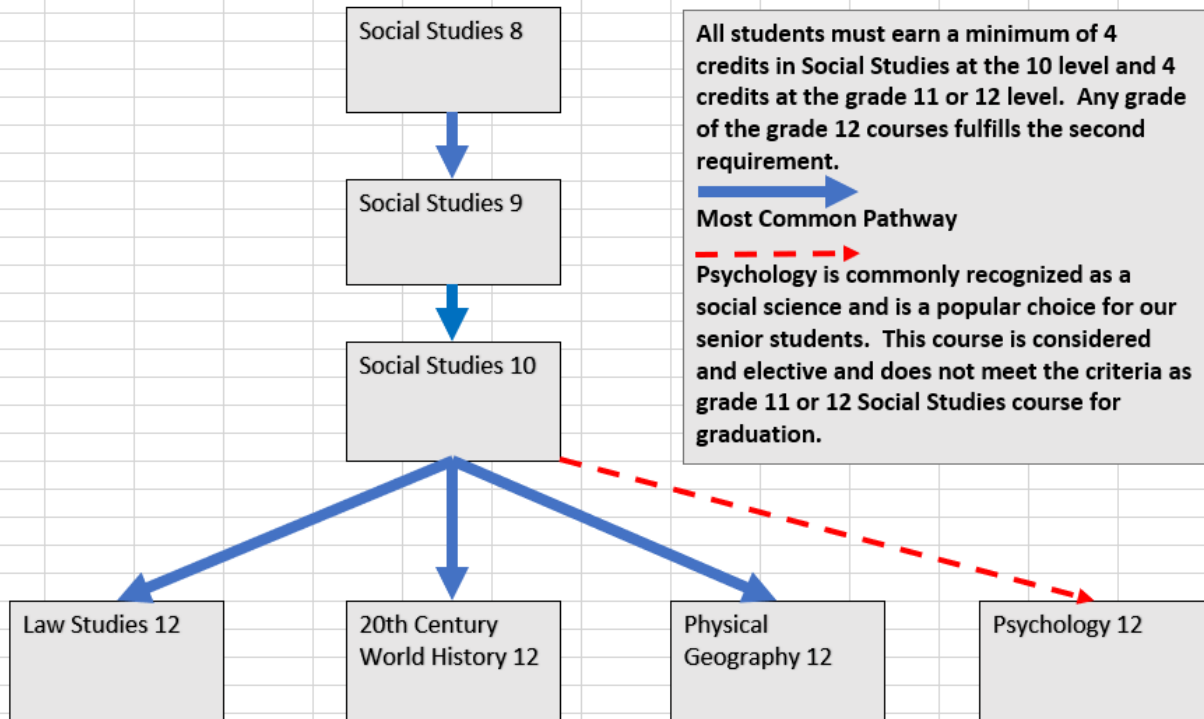 Social Studies 8
All students must earn a minimum of 4
credits in Social Studies at the 10 level and 4
credits at the grade 11 or 12 level. Any grade
of the grade 12 courses fulfills the second
requirement.
Most Common Pathway
Psychology is commonly recognized as a
social science and is a popular choice for our
senior students. This course is considered
and elective and does not meet the criteria as
grade 11 or 12 Social Studies course for
graduation.
Social Studies 9
Social Studies 10
Law Studies 12
20th Century
World History 12
Physical
Geography 12
Psychology 12